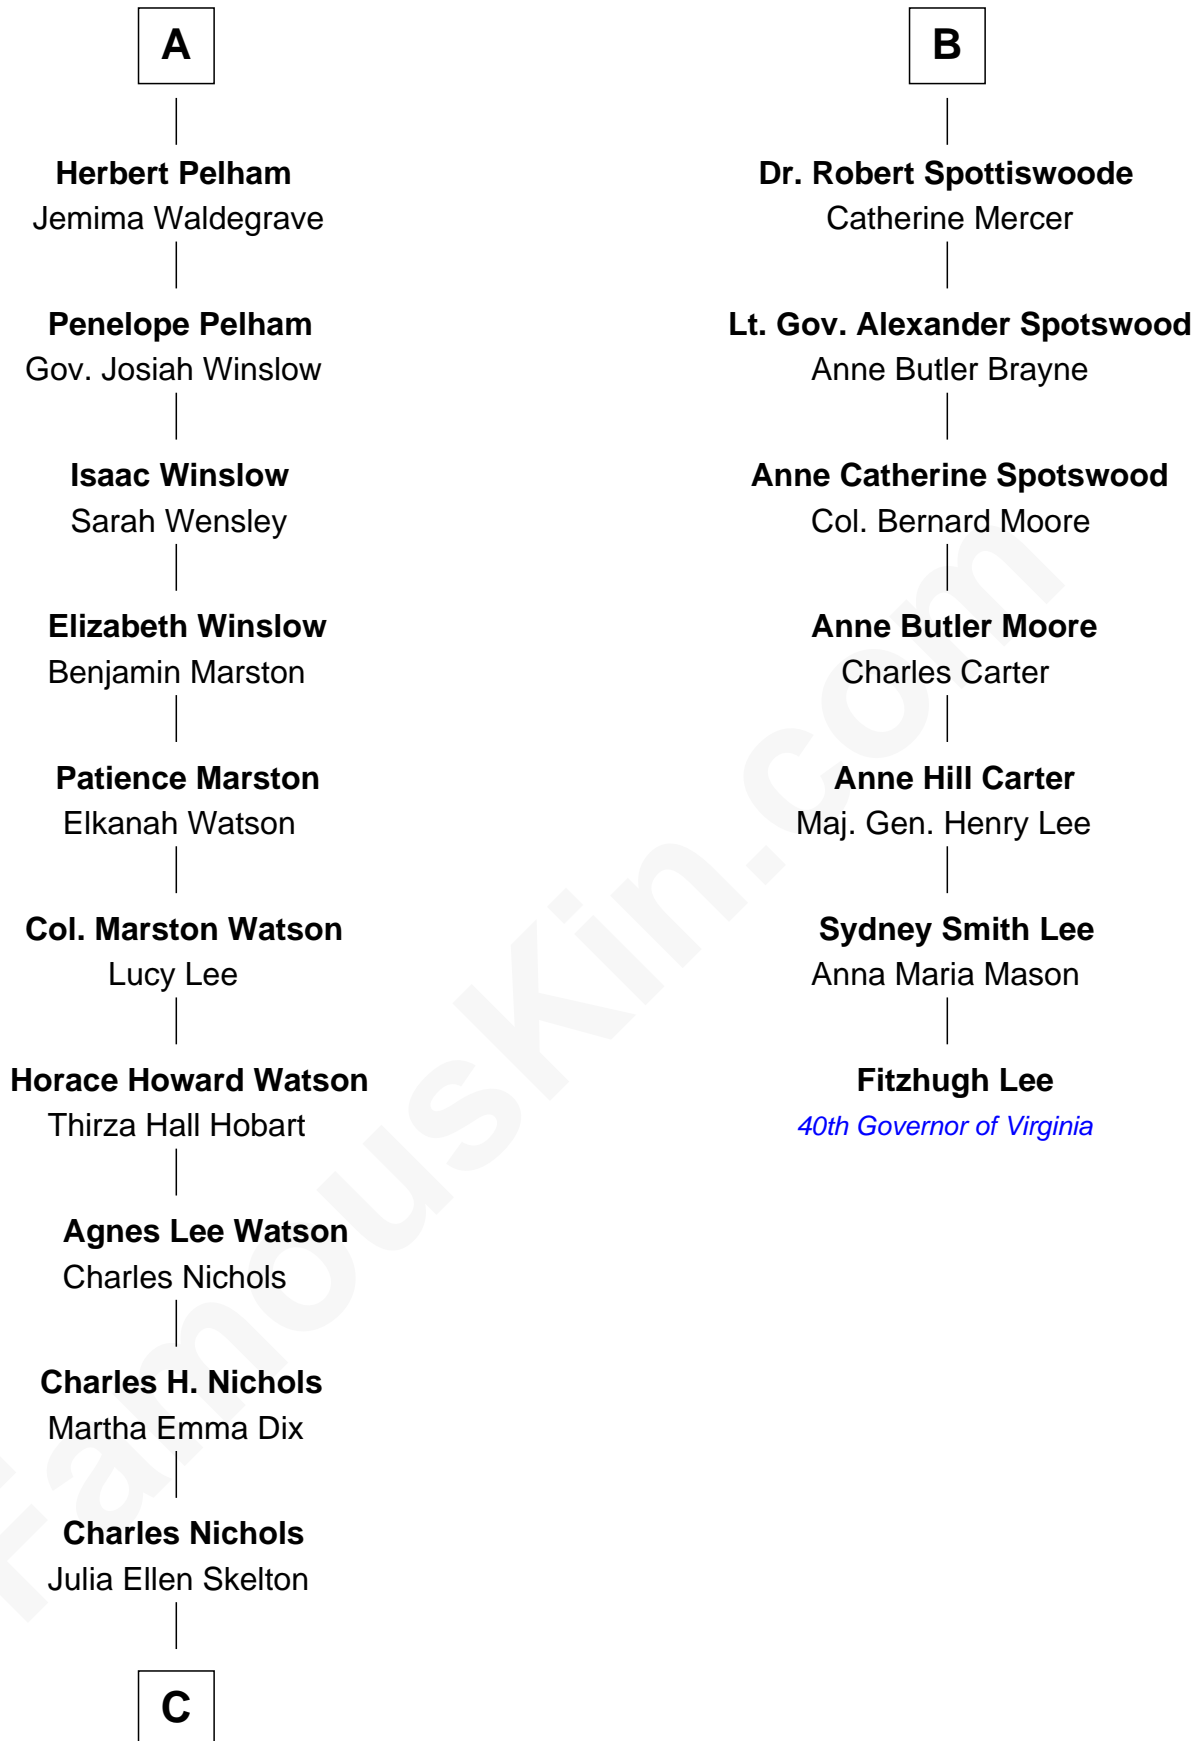 A
Herbert Pelham
Jemima Waldegrave
Penelope Pelham
Gov. Josiah Winslow
Isaac Winslow
Sarah Wensley
Elizabeth Winslow
Benjamin Marston
Patience Marston
Elkanah Watson
Col. Marston Watson
Lucy Lee
Horace Howard Watson
Thirza Hall Hobart
Agnes Lee Watson
Charles Nichols
Charles H. Nichols
Martha Emma Dix
Charles Nichols
Julia Ellen Skelton
C
B
Dr. Robert Spottiswoode
Catherine Mercer
Lt. Gov. Alexander Spotswood
Anne Butler Brayne
Anne Catherine Spotswood
Col. Bernard Moore
Anne Butler Moore
Charles Carter
Anne Hill Carter
Maj. Gen. Henry Lee
Sydney Smith Lee
Anna Maria Mason
Fitzhugh Lee
40th Governor of Virginia
FamousKin.com